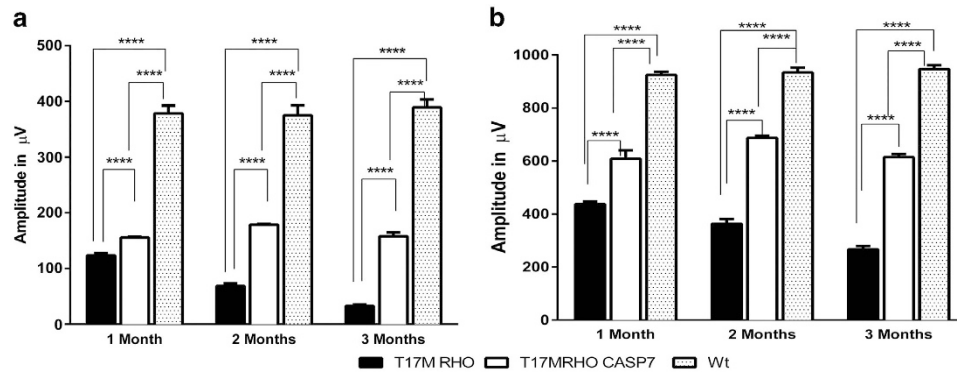 a
Amplitude in μV
500
400
300
200
100
0
**** **** ****
**** **** ****
**** **** ****
1 Month 2 Months 3 Months
b
Amplitude in μV
1000
800
600
400
200
0
**** **** ****
**** **** ****
**** **** ****
1 Month 2 Months 3 Months
T17M RHO T17MRHO CASP7 Wt